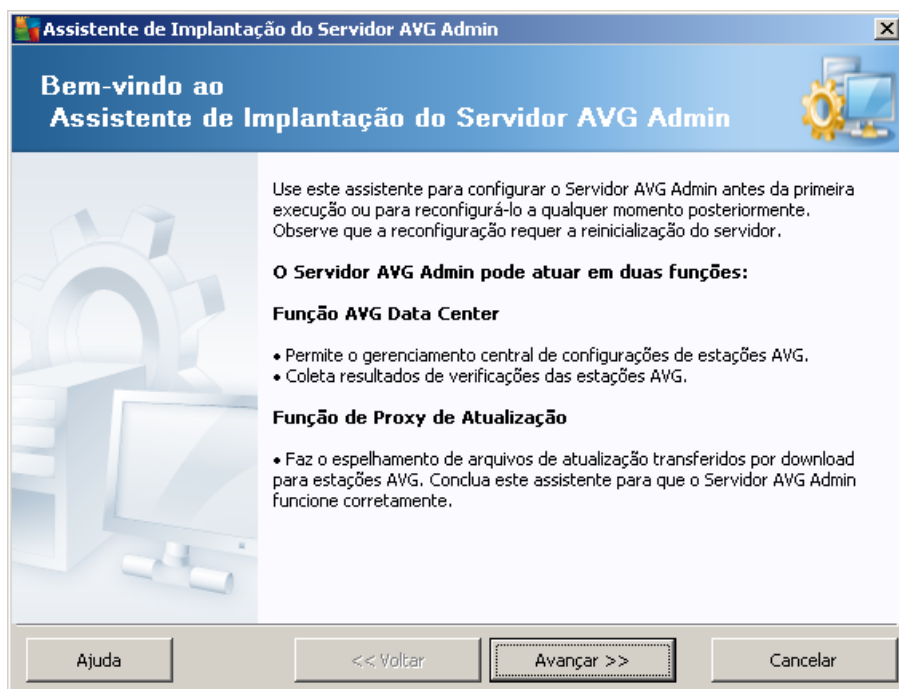 Assistente de Implantação do Servidor AVG Admin
Bem-vindo ao
Assistente de Implantação do Servidor AVG Admin
Use este assistente para configurar o Servidor AVG Admin antes da primeira
execução ou para reconfigurá-lo a qualquer momento posteriormente.
Observe que a reconfiguração requer a reinicialização do servidor.
O Servidor AVG Admin pode atuar em duas funções:
Função AVG Data Center
• Permite o gerenciamento central de configurações de estações AVG.
• Coleta resultados de verificações das estações AVG.
Função de Proxy de Atualização
• Faz o espelhamento de arquivos de atualização transferidos por download
para estações AVG. Conclua este assistente para que o Servidor AVG Admin
funcione corretamente.
Ajuda
<< Voltar
Avançar >>
Cancelar